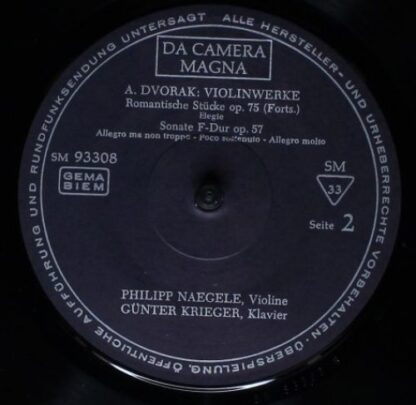 ALLE HERSTELLER- UND URHEBERRECHTE VORBEHALTEN · ÜBERSPIELUNG, ÖFFENTLICHE AUFFÜHRUNG UND RUNDFUNKSENDUNG UNTERSAGT
DA CAMERA
MAGNA
A. DVORAK: VIOLINWERKE
Romantische Stücke op. 75 (Forts.)
Elegie
Sonate F-Dur op. 57
Allegro ma non troppo - Poco sostenuto - Allegro molto
SM 93308
GEMA
BIEM
SM
33
Seite 2
PHILIPP NAEGELE, Violine
GÜNTER KRIEGER, Klavier